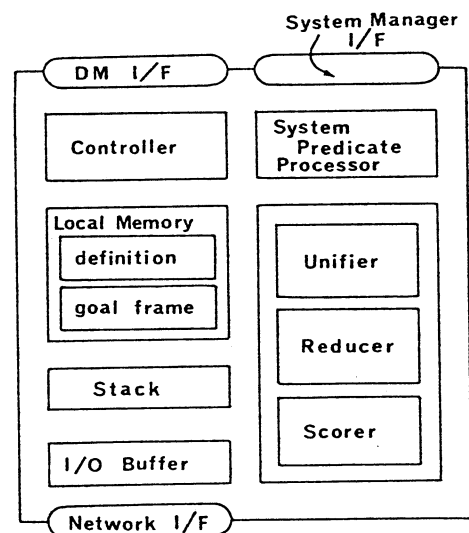 System Manager
I/F
DM I/F
Controller
System
Predicate
Processor
Local Memory
definition
goal frame
Unifier
Reducer
Stack
Scorer
I/O Buffer
Network I/F